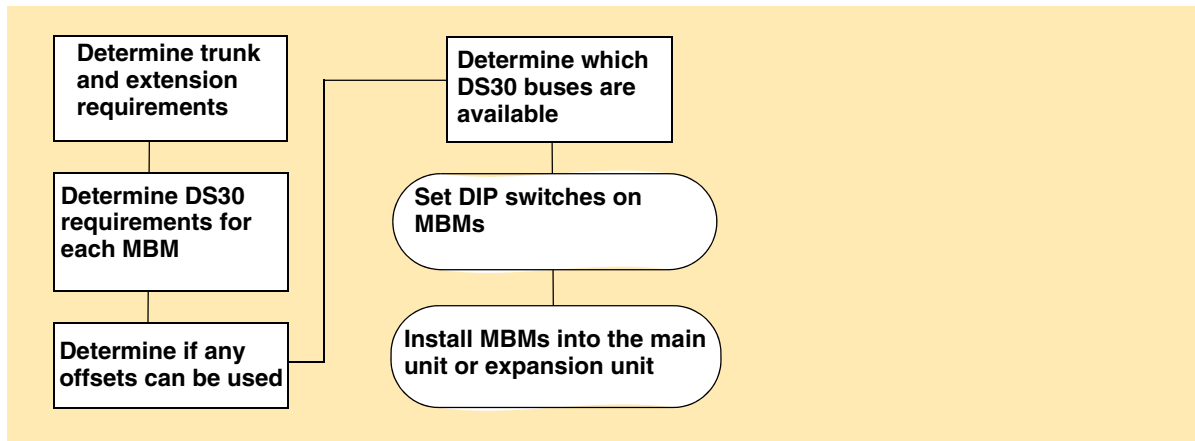 Determine trunk
and extension
requirements
Determine DS30
requirements for
each MBM
Determine if any
offsets can be used
Determine which
DS30 buses are
available
Set DIP switches on
MBMs
Install MBMs into the main
unit or expansion unit